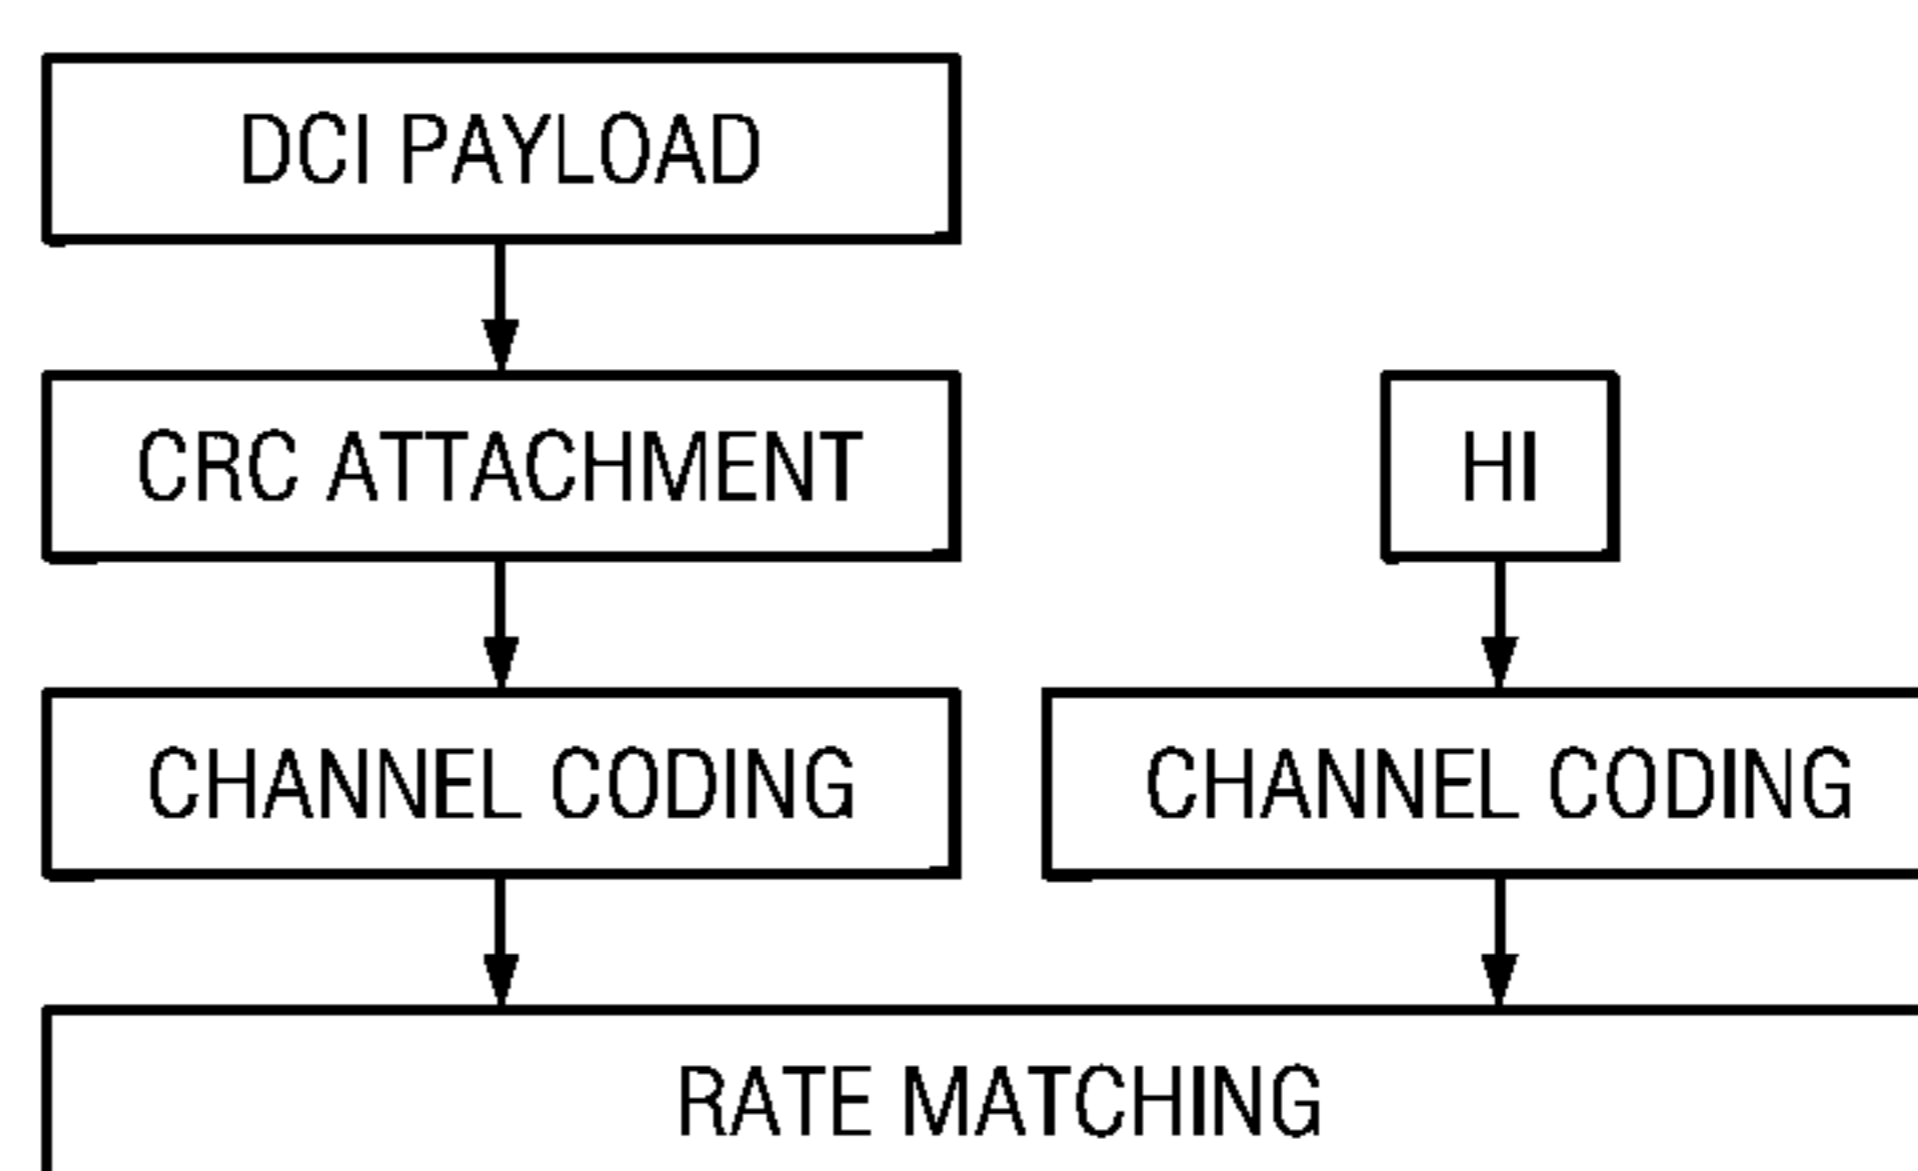 DCI PAYLOAD
CRC ATTACHMENT
HI
CHANNEL CODING
CHANNEL CODING
RATE MATCHING